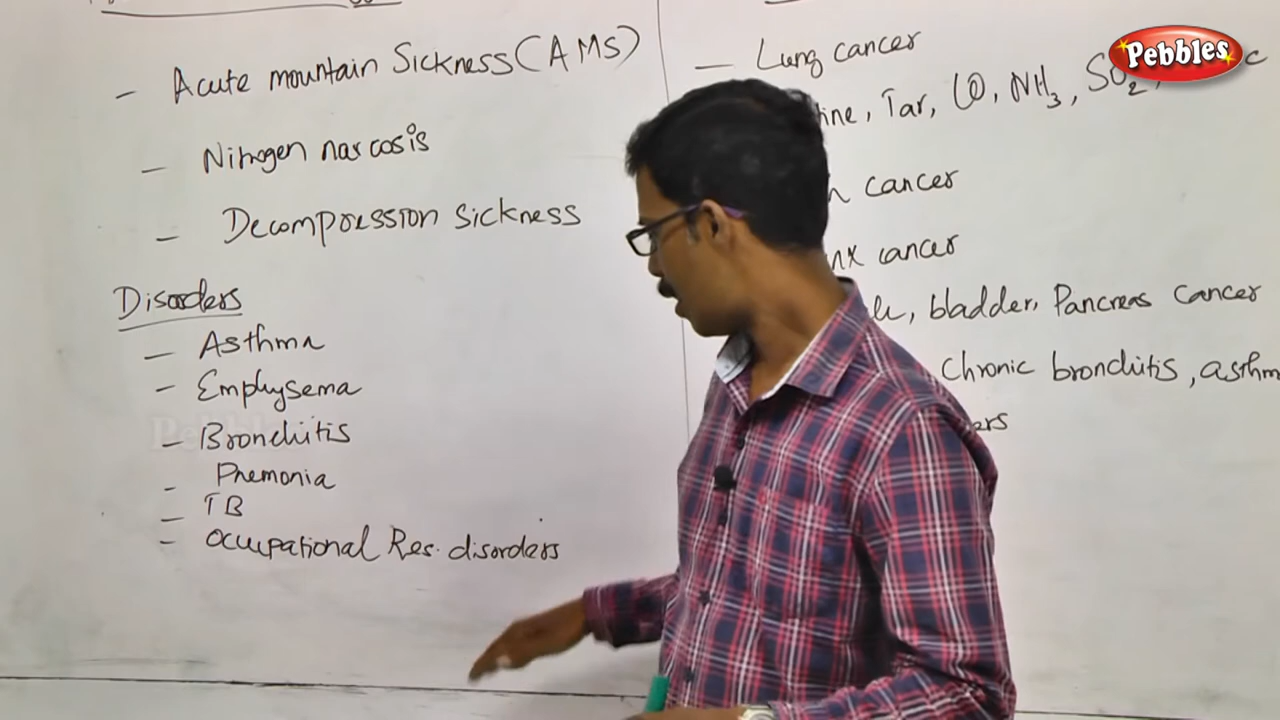 Acute mountain Sickness (AMS)
Nitrogen narcosis
Decompression Sickness
Disorders
- Asthma
- Emphysema
- Bronchitis
- Pnemonia
- TB
- Occupational Res. disorders
- Lung cancer
Tar, CO, NH3, SO2,
cancer
cancer
bladder, Pancreas cancer
Chronic bronchitis, asthm
Pebbles